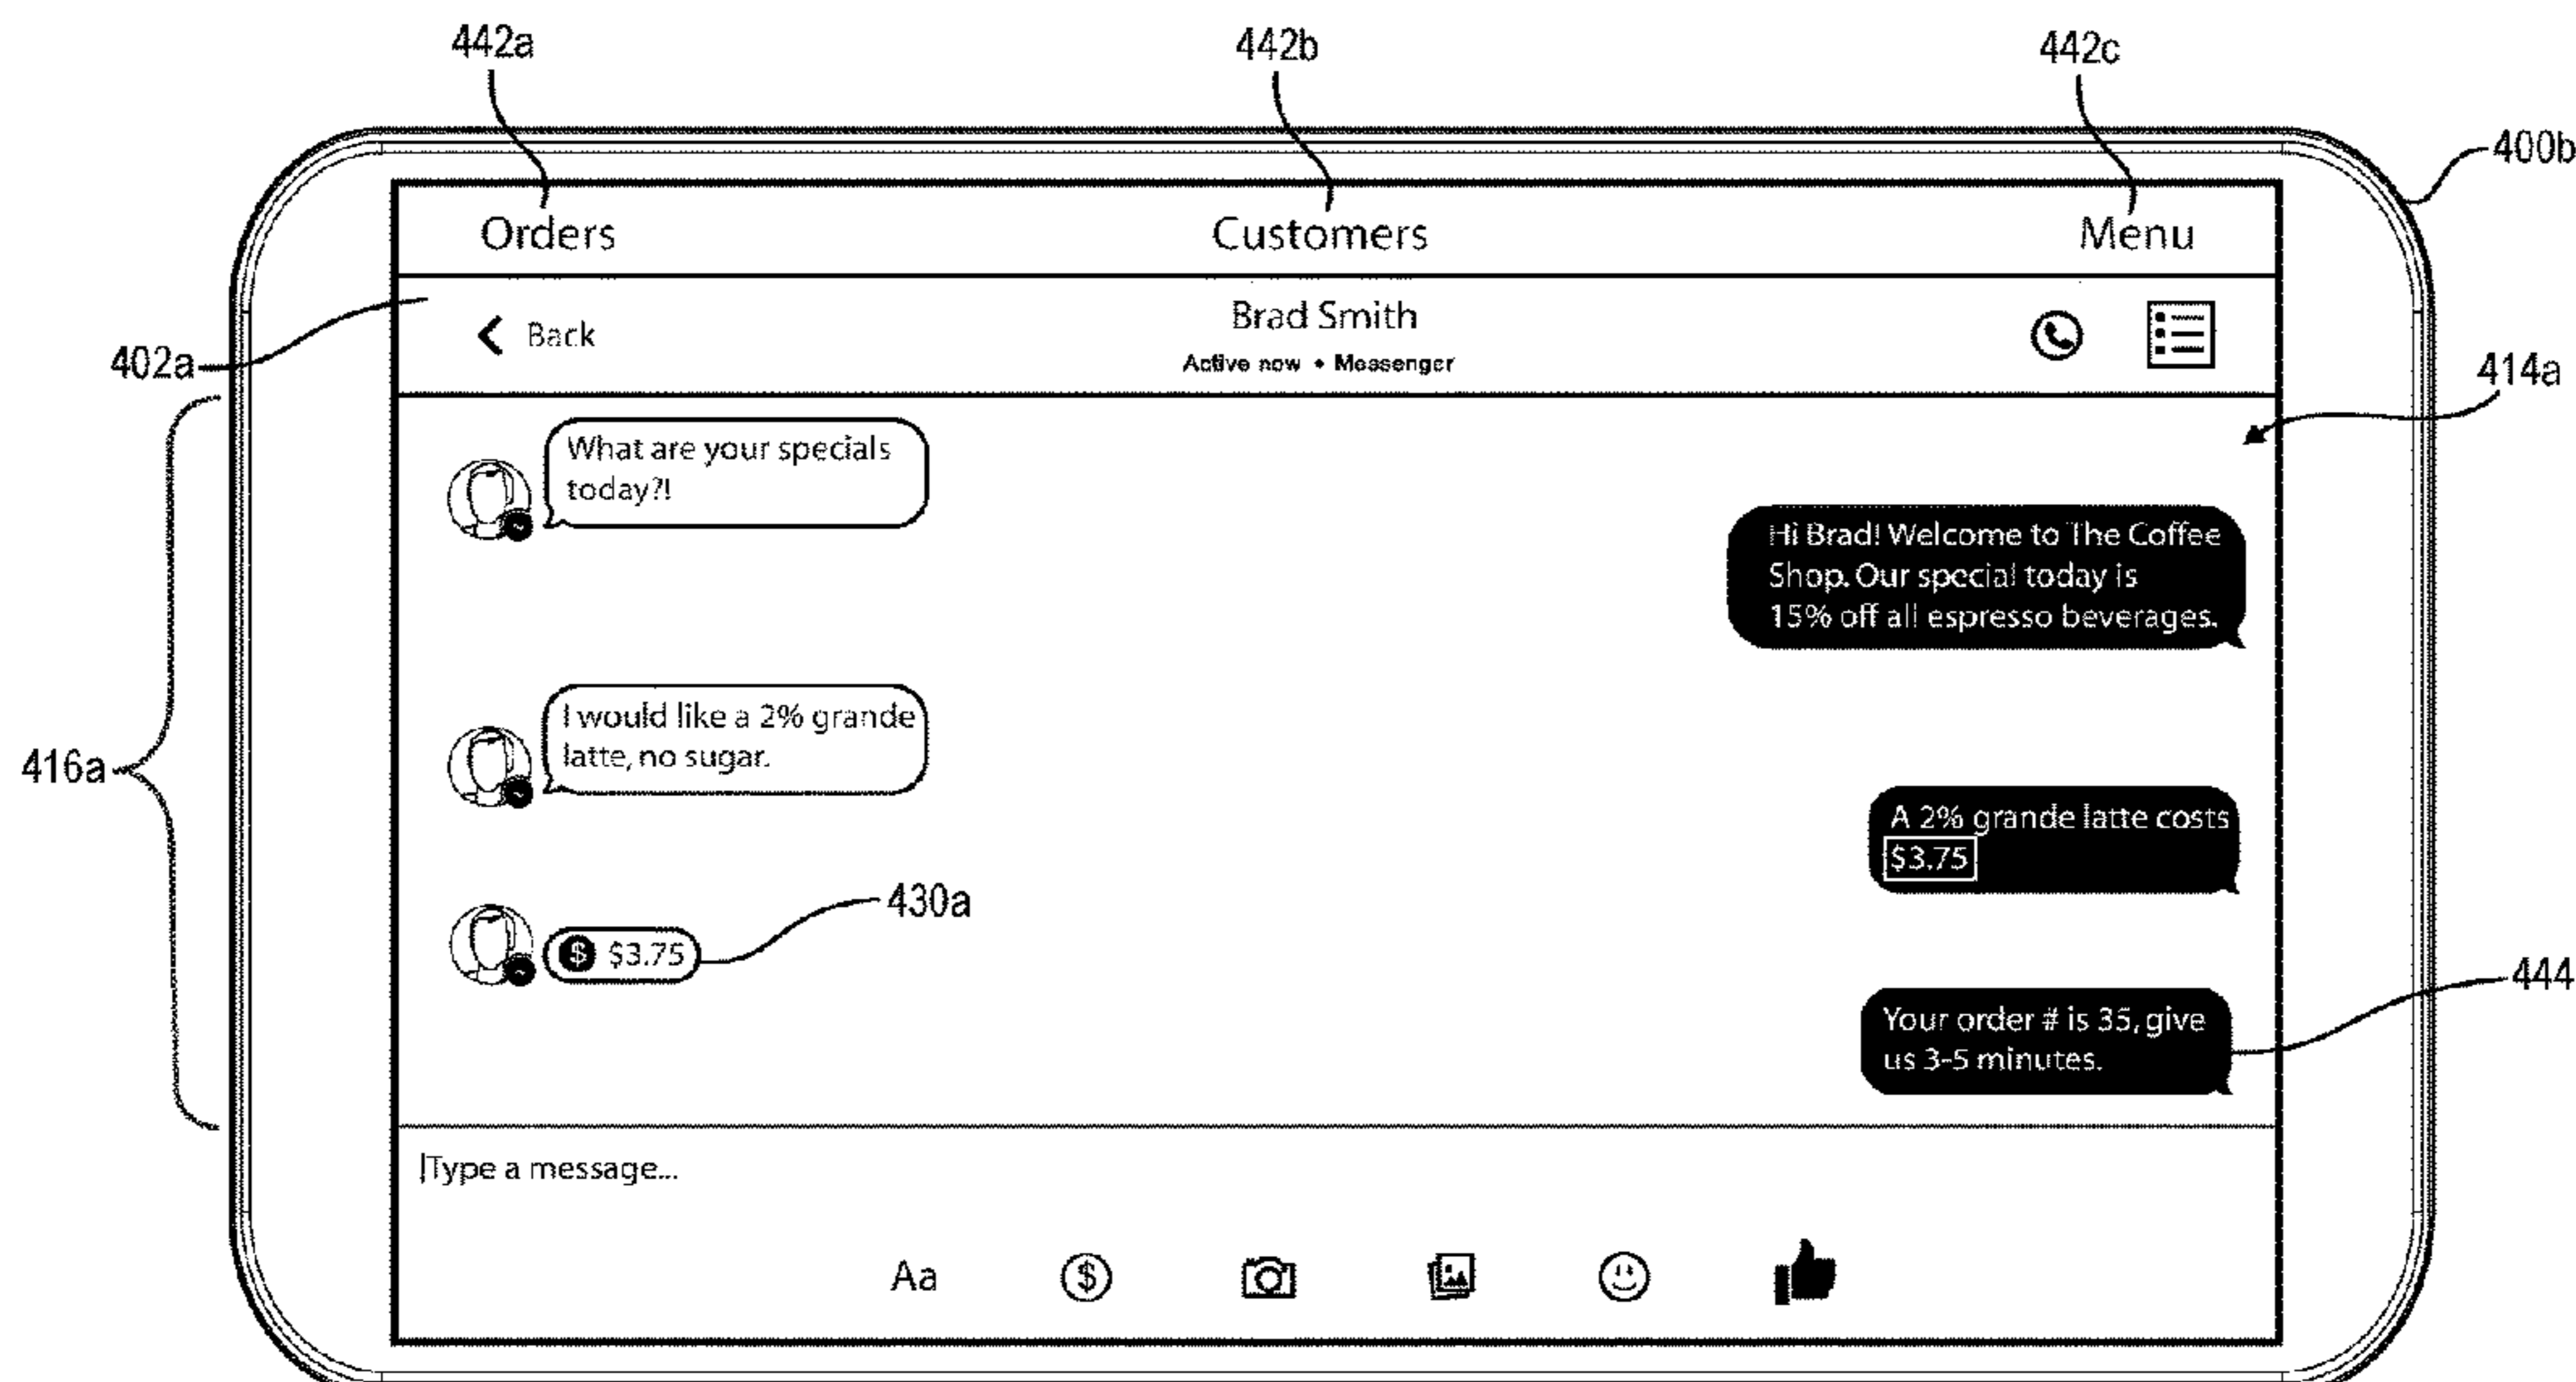 442a
442b
442c
400b
Orders
Customers
Menu
402a
Back
Brad Smith
Active now • Messenger
414a
What are your specials
today?!
Hi Brad! Welcome to The Coffee
Shop. Our special today is
15% off all espresso beverages.
416a
I would like a 2% grande
latte, no sugar.
A 2% grande latte costs
$3.75
430a
$ $3.75
444
Your order # is 35, give
us 3-5 minutes.
Type a message...
Aa
$